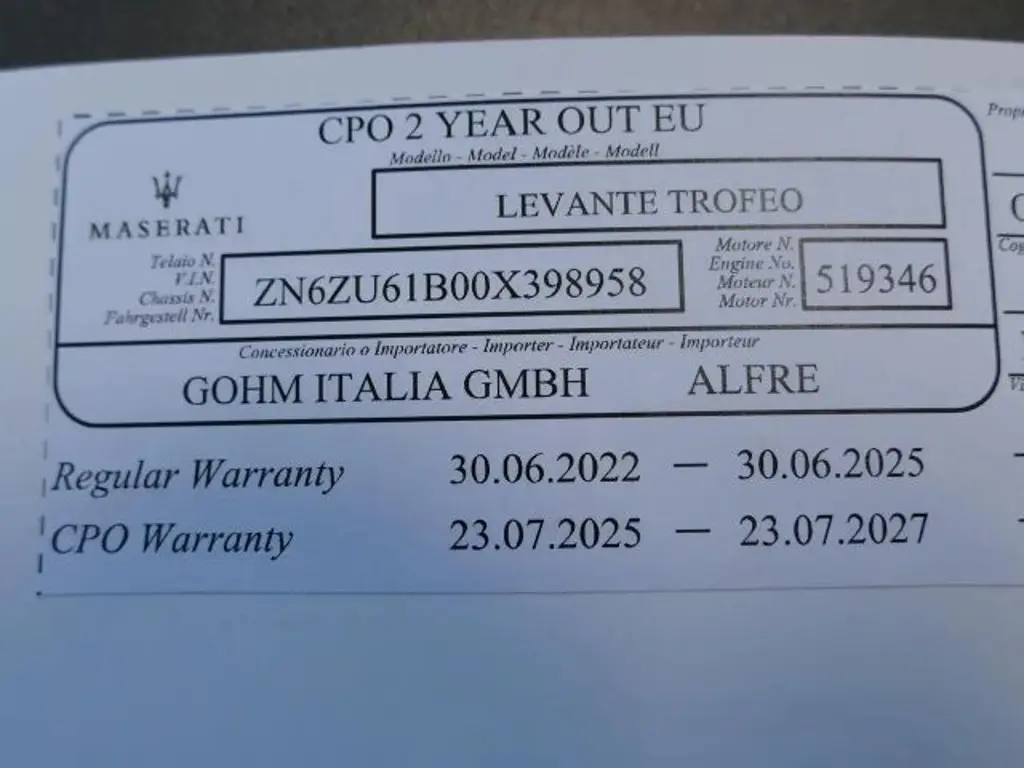 CPO 2 YEAR OUT EU
Modello - Model - Modèle - Modell
LEVANTE TROFEO
MASERATI
Telaio N.
V.I.N.
Chassis N.
Fahrgestell Nr.
ZN6ZU61B00X398958
Motore N.
Engine No.
Moteur N.
Motor Nr.
519346
Concessionario o Importatore - Importer - Importateur - Importeur
GOHM ITALIA GMBH ALFRE
Regular Warranty 30.06.2022 — 30.06.2025
CPO Warranty 23.07.2025 — 23.07.2027